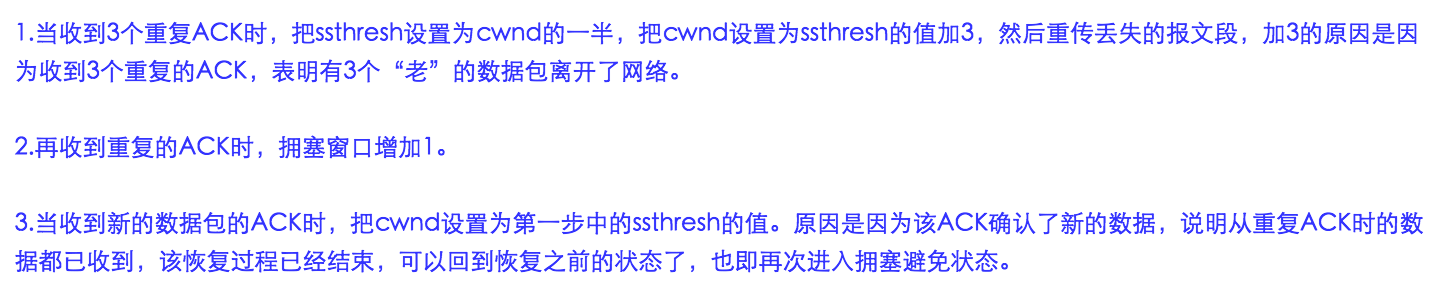 1.当收到3个重复ACK时，把ssthresh设置为cwnd的一半，把cwnd设置为ssthresh的值加3，然后重传丢失的报文段，加3的原因是因
为收到3个重复的ACK，表明有3个“老”的数据包离开了网络。
2.再收到重复的ACK时，拥塞窗口增加1。
3.当收到新的数据包的ACK时，把cwnd设置为第一步中的ssthresh的值。原因是因为该ACK确认了新的数据，说明从重复ACK时的数
据都已收到，该恢复过程已经结束，可以回到恢复之前的状态了，也即再次进入拥塞避免状态。